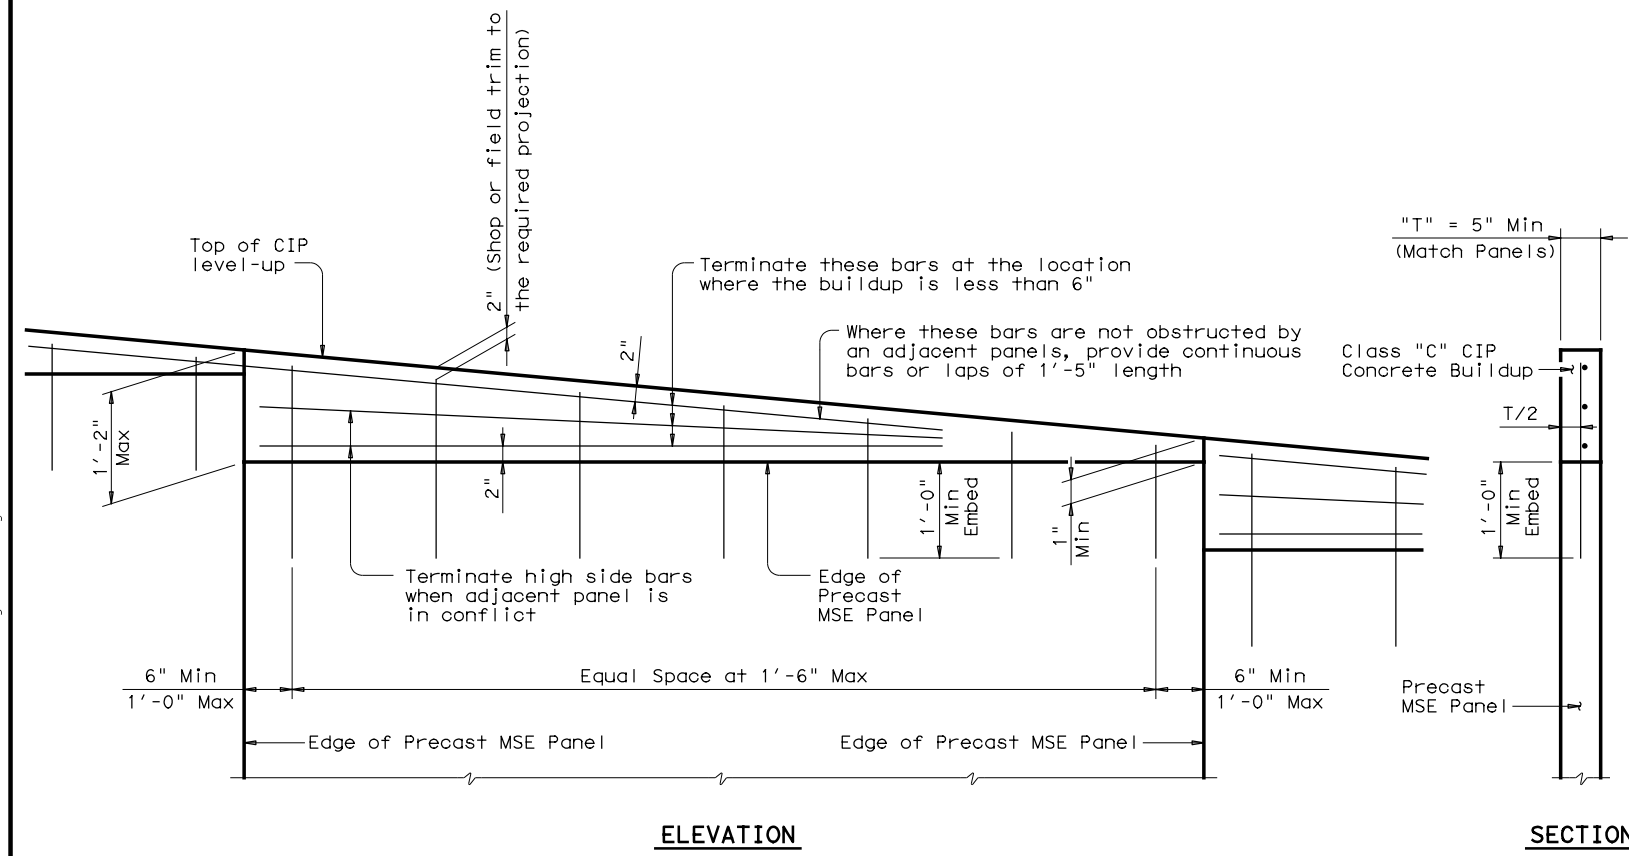 2" (Shop or field trim to
the required projection)
Top of CIP
level-up
Terminate these bars at the location
where the buildup is less than 6"
2"
Where these bars are not obstructed by
an adjacent panels, provide continuous
bars or laps of 1'-5" length
"T" = 5" Min
(Match Panels)
Class "C" CIP
Concrete Buildup
T/2
1'-2"
Max
2"
1'-0"
Min
Embed
1"
Min
1'-0"
Min
Embed
Terminate high side bars
when adjacent panel is
in conflict
Edge of
Precast
MSE Panel
6" Min
1'-0" Max
Equal Space at 1'-6" Max
6" Min
1'-0" Max
Precast
MSE Panel
Edge of Precast MSE Panel
Edge of Precast MSE Panel
ELEVATION
SECTION